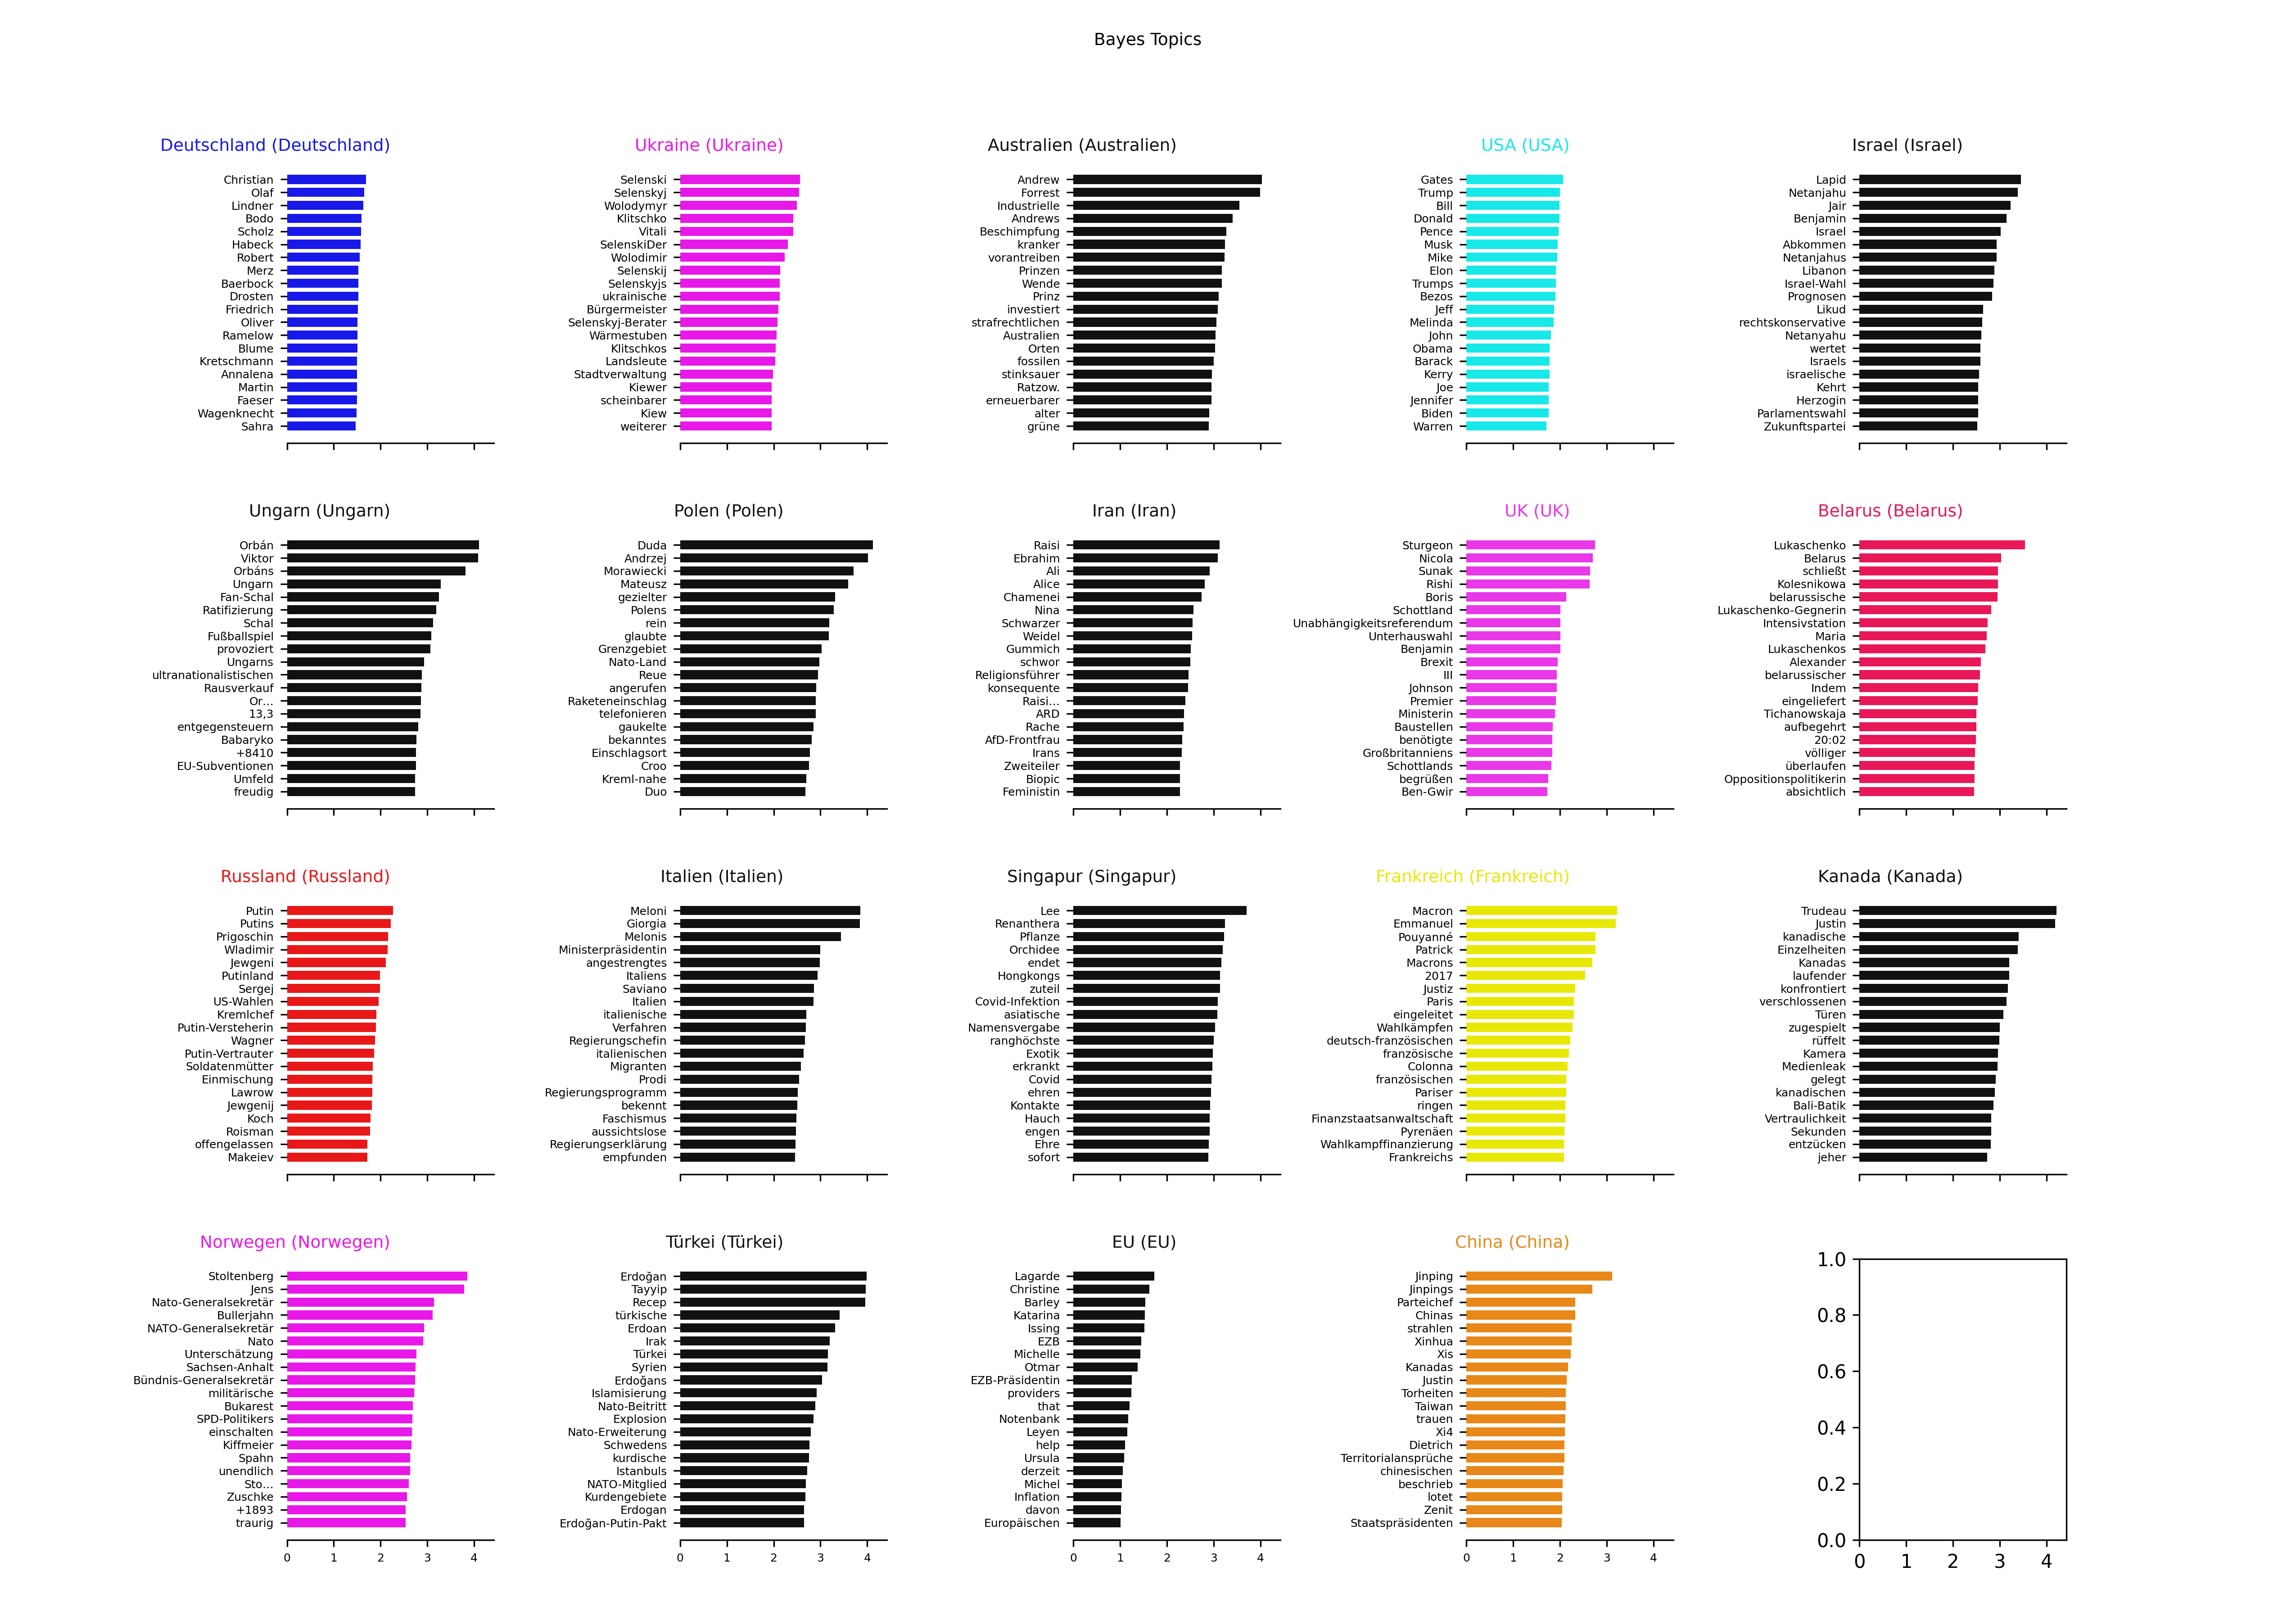 Bayes Topics
Deutschland (Deutschland)
Christian
Olaf
Lindner
Bodo
Scholz
Habeck
Robert
Merz
Baerbock
Drosten
Friedrich
Oliver
Ramelow
Blume
Kretschmann
Annalena
Martin
Faeser
Wagenknecht
Sahra
Ukraine (Ukraine)
Selenski
Selenskyj
Wolodymyr
Klitschko
Vitali
SelenskiDer
Wolodimir
Selenskij
Selenskyjs
ukrainische
Bürgermeister
Selenskyj-Berater
Wärmestuben
Klitschkos
Landsleute
Stadtverwaltung
Kiewer
scheinbarer
Kiew
weiterer
Australien (Australien)
Andrew
Forrest
Industrielle
Andrews
Beschimpfung
kranker
vorantreiben
Prinzen
Wende
Prinz
investiert
strafrechtlichen
Australien
Orten
fossilen
stinksauer
Ratzow.
erneuerbarer
alter
grüne
USA (USA)
Gates
Trump
Bill
Donald
Pence
Musk
Mike
Elon
Trumps
Bezos
Jeff
Melinda
John
Obama
Barack
Kerry
Joe
Jennifer
Biden
Warren
Israel (Israel)
Lapid
Netanjahu
Jair
Benjamin
Israel
Abkommen
Netanjahus
Libanon
Israel-Wahl
Prognosen
Likud
rechtskonservative
Netanyahu
wertet
Israels
israelische
Kehrt
Herzogin
Parlamentswahl
Zukunftspartei
Ungarn (Ungarn)
Orbán
Viktor
Orbáns
Ungarn
Fan-Schal
Ratifizierung
Schal
Fußballspiel
provoziert
Ungarns
ultranationalistischen
Rausverkauf
Or...
13,3
entgegensteuern
Babaryko
+8410
EU-Subventionen
Umfeld
freudig
Polen (Polen)
Duda
Andrzej
Morawiecki
Mateusz
gezielter
Polens
rein
glaubte
Grenzgebiet
Nato-Land
Reue
angerufen
Raketeneinschlag
telefonieren
gaukelte
bekanntes
Einschlagsort
Croo
Kreml-nahe
Duo
Iran (Iran)
Raisi
Ebrahim
Ali
Alice
Chamenei
Nina
Schwarzer
Weidel
Gummich
schwor
Religionsführer
konsequente
Raisi...
ARD
Rache
AfD-Frontfrau
Irans
Zweiteiler
Biopic
Feministin
UK (UK)
Sturgeon
Nicola
Sunak
Rishi
Boris
Schottland
Unabhängigkeitsreferendum
Unterhauswahl
Benjamin
Brexit
III
Johnson
Premier
Ministerin
Baustellen
benötigte
Großbritanniens
Schottlands
begrüßen
Ben-Gwir
Belarus (Belarus)
Lukaschenko
Belarus
schließt
Kolesnikowa
belarussische
Lukaschenko-Gegnerin
Intensivstation
Maria
Lukaschenkos
Alexander
belarussischer
Indem
eingeliefert
Tichanowskaja
aufbegehrt
20:02
völliger
überlaufen
Oppositionspolitikerin
absichtlich
Russland (Russland)
Putin
Putins
Prigoschin
Wladimir
Jewgeni
Putinland
Sergej
US-Wahlen
Kremlchef
Putin-Versteherin
Wagner
Putin-Vertrauter
Soldatenmütter
Einmischung
Lawrow
Jewgenij
Koch
Roisman
offengelassen
Makeiev
Italien (Italien)
Meloni
Giorgia
Melonis
Ministerpräsidentin
angestrengtes
Italiens
Saviano
Italien
italienische
Verfahren
Regierungschefin
italienischen
Migranten
Prodi
Regierungsprogramm
bekennt
Faschismus
aussichtslose
Regierungserklärung
empfunden
Singapur (Singapur)
Lee
Renanthera
Pflanze
Orchidee
endet
Hongkongs
zuteil
Covid-Infektion
asiatische
Namensvergabe
ranghöchste
Exotik
erkrankt
Covid
ehren
Kontakte
Hauch
engen
Ehre
sofort
Frankreich (Frankreich)
Macron
Emmanuel
Pouyanné
Patrick
Macrons
2017
Justiz
Paris
eingeleitet
Wahlkämpfen
deutsch-französischen
französische
Colonna
französischen
Pariser
ringen
Finanzstaatsanwaltschaft
Pyrenäen
Wahlkampffinanzierung
Frankreichs
Kanada (Kanada)
Trudeau
Justin
kanadische
Einzelheiten
Kanadas
laufender
konfrontiert
verschlossenen
Türen
zugespielt
rüffelt
Kamera
Medienleak
gelegt
kanadischen
Bali-Batik
Vertraulichkeit
Sekunden
entzücken
jeher
Norwegen (Norwegen)
Stoltenberg
Jens
Nato-Generalsekretär
Bullerjahn
NATO-Generalsekretär
Nato
Unterschätzung
Sachsen-Anhalt
Bündnis-Generalsekretär
militärische
Bukarest
SPD-Politikers
einschalten
Kiffmeier
Spahn
unendlich
Sto...
Zuschke
+1893
traurig
0 1 2 3 4
Türkei (Türkei)
Erdoğan
Tayyip
Recep
türkische
Erdoan
Irak
Türkei
Syrien
Erdoğans
Islamisierung
Nato-Beitritt
Explosion
Nato-Erweiterung
Schwedens
kurdische
Istanbuls
NATO-Mitglied
Kurdengebiete
Erdogan
Erdoğan-Putin-Pakt
0 1 2 3 4
EU (EU)
Lagarde
Christine
Barley
Katarina
Issing
EZB
Michelle
Otmar
EZB-Präsidentin
providers
that
Notenbank
Leyen
help
Ursula
derzeit
Michel
Inflation
davon
Europäischen
0 1 2 3 4
China (China)
Jinping
Jinpings
Parteichef
Chinas
strahlen
Xinhua
Xis
Kanadas
Justin
Torheiten
Taiwan
trauen
Xi4
Dietrich
Territorialansprüche
chinesischen
beschrieb
lotet
Zenit
Staatspräsidenten
0 1 2 3 4
1.0
0.8
0.6
0.4
0.2
0.0
0 1 2 3 4